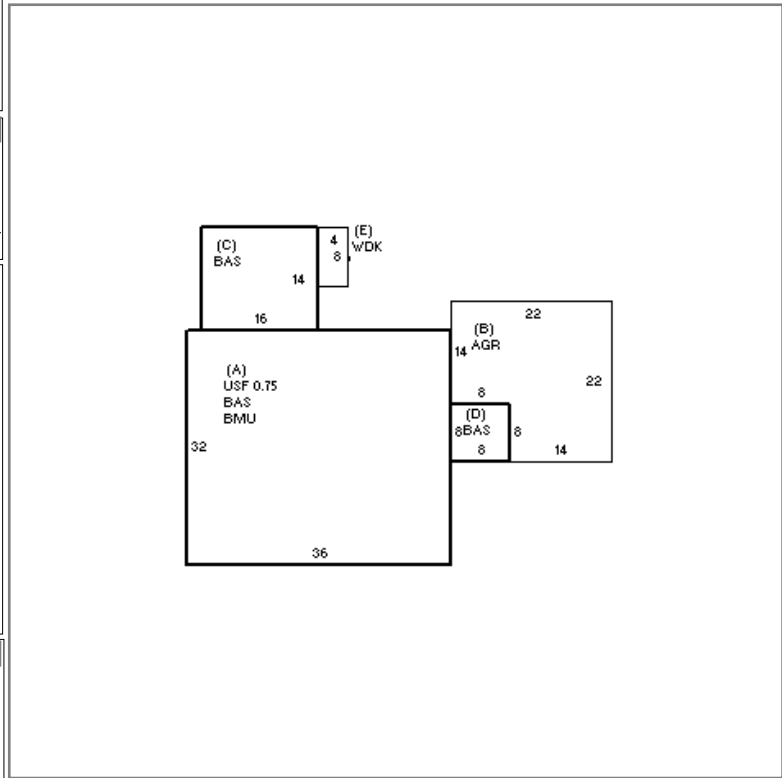 (C)
BAS
14
16
4
8
(E)
WDK
22
(B)
AGR
14
22
8
(D)
8BAS
8
8
14
(A)
USF 0.75
BAS
BMU
32
36